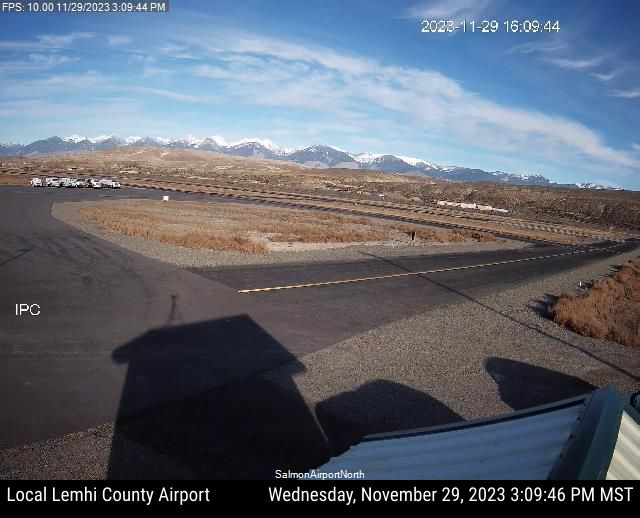 FPS: 10.00 11/29/2023 3:09:44 PM
2023-11-29 16:09:44
IPC
SalmonAirportNorth
Local Lemhi County Airport Wednesday, November 29, 2023 3:09:46 PM MST